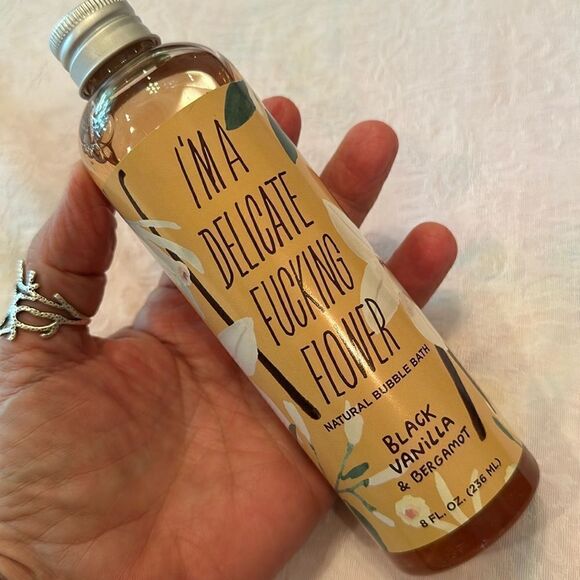 I'M A
DELICATE
FUCKING
FLOWER
NATURAL BUBBLE BATH
BLACK
VANILLA
& BERGAMOT
8 FL. OZ. (236 ML)